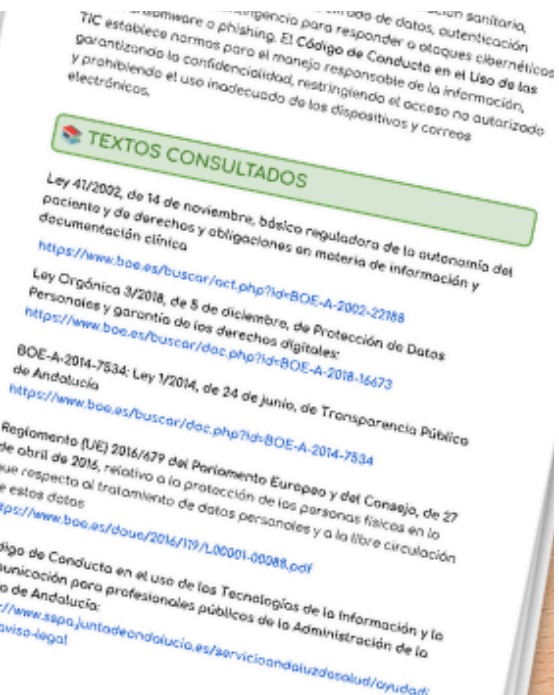 ción sanitaria,
de datos, autenticación
ransomware o phishing. El Código de Conducta en el Uso de las
TIC establece normas para el manejo responsable de la información,
garantizando la confidencialidad, restringiendo el acceso no autorizado
y prohibiendo el uso inadecuado de los dispositivos y correos
electrónicos.
TEXTOS CONSULTADOS
Ley 41/2002, de 14 de noviembre, básica reguladora de la autonomía del
paciente y de derechos y obligaciones en materia de información y
documentación clínica
https://www.boe.es/buscar/act.php?id=BOE-A-2002-22188
Ley Orgánica 3/2018, de 5 de diciembre, de Protección de Datos
Personales y garantía de los derechos digitales:
https://www.boe.es/buscar/doc.php?id=BOE-A-2018-16673
BOE-A-2014-7534: Ley 1/2014, de 24 de junio, de Transparencia Pública
de Andalucía
https://www.boe.es/buscar/doc.php?id=BOE-A-2014-7534
Reglamento (UE) 2016/679 del Parlamento Europeo y del Consejo, de 27
de abril de 2016, relativo a la protección de las personas físicas en lo
que respecta al tratamiento de datos personales y a la libre circulación
e estos datos
tps://www.boe.es/doue/2016/119/L00001-00088.pdf
digo de Conducta en el uso de las Tecnologías de la Información y la
unicación para profesionales públicos de la Administración de la
a de Andalucía:
://www.sspa.juntadeandalucia.es/servicioandaluzdesalud/ayudadi
aviso-legal